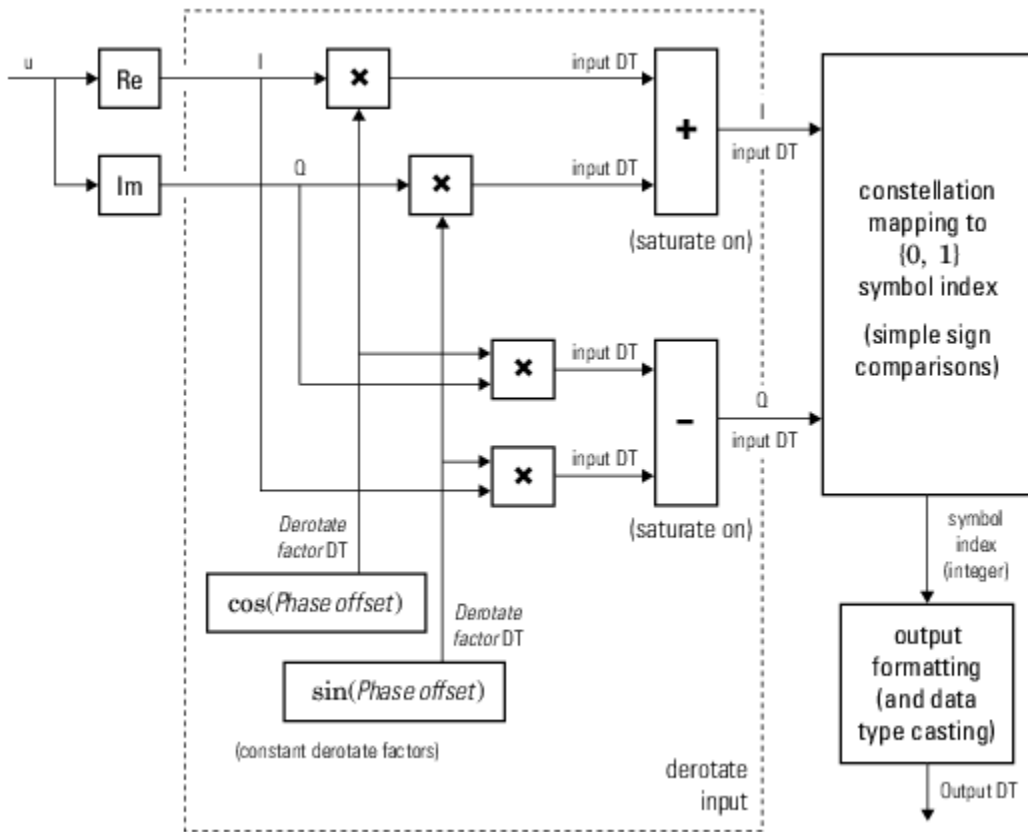 u
Re
I
×
input DT
+
I
input DT
Im
Q
×
input DT
(saturate on)
constellation
mapping to
{0, 1}
symbol index
(simple sign
comparisons)
×
input DT
−
Q
input DT
×
input DT
(saturate on)
Derotate
factor DT
cos(Phase offset)
Derotate
factor DT
sin(Phase offset)
(constant derotate factors)
derotate
input
symbol
index
(integer)
output
formatting
(and data
type casting)
Output DT